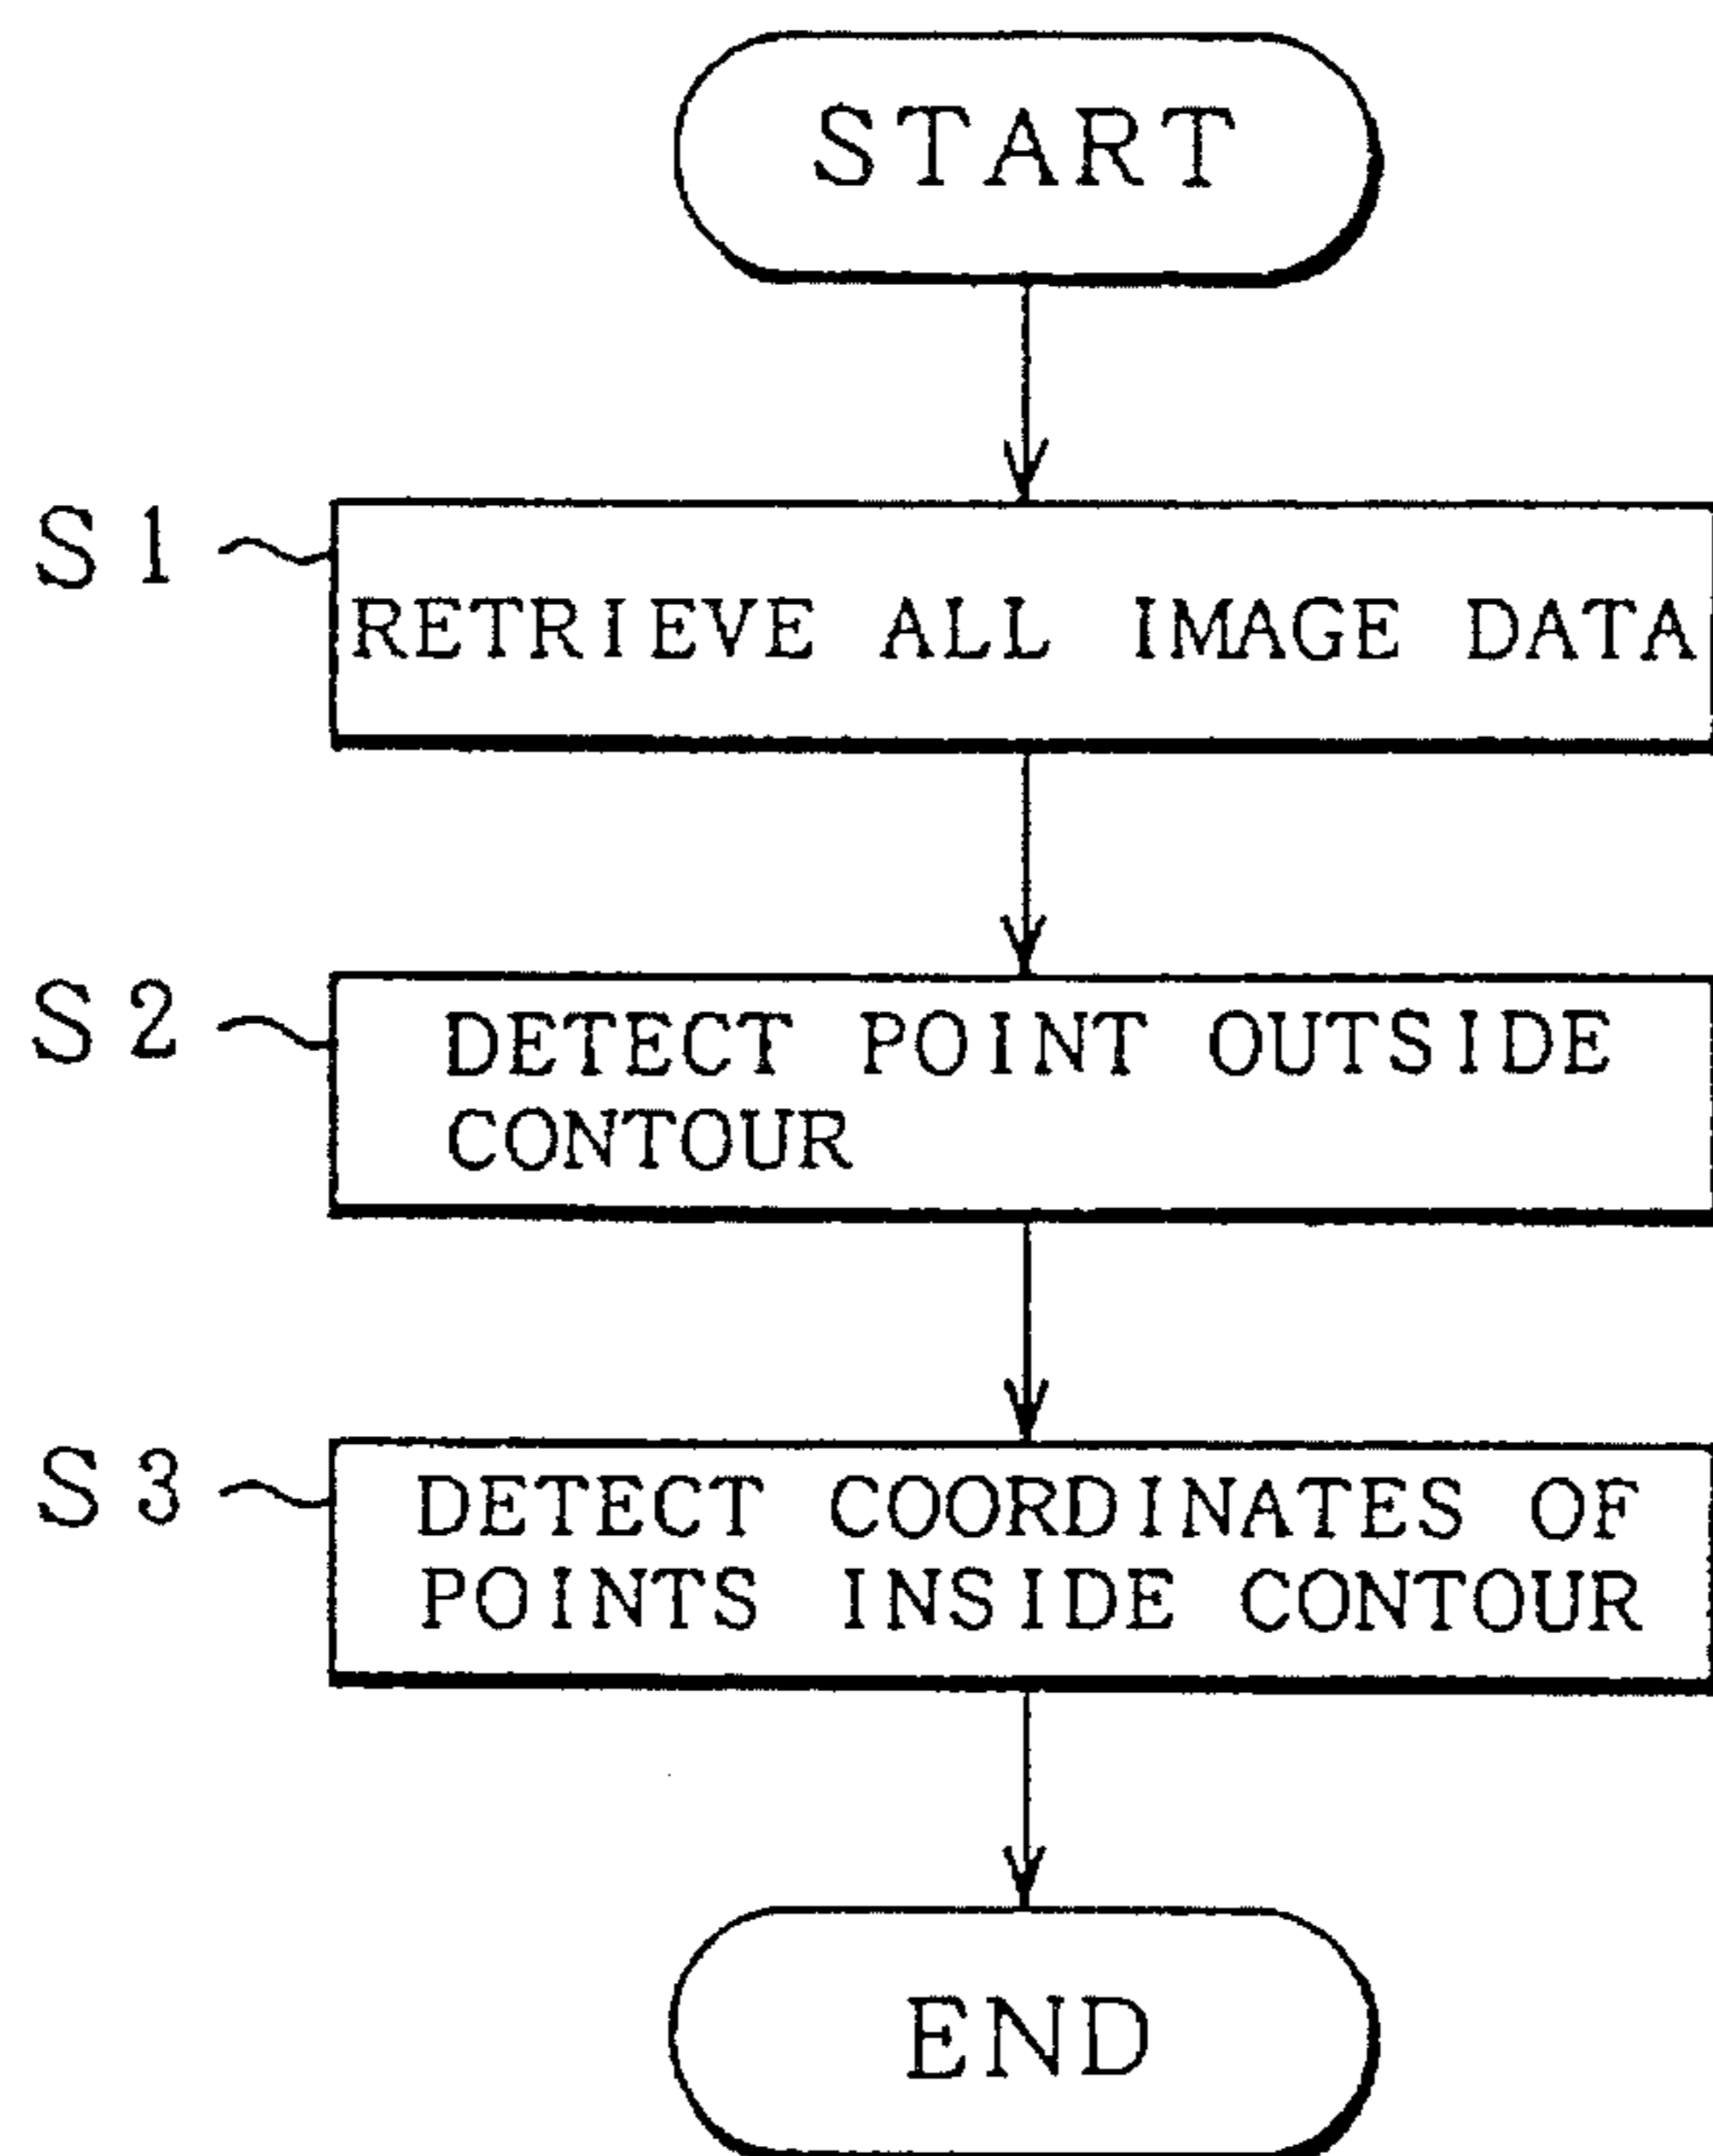 START
S1
RETRIEVE ALL IMAGE DATA
S2
DETECT POINT OUTSIDE
CONTOUR
S3
DETECT COORDINATES OF
POINTS INSIDE CONTOUR
END